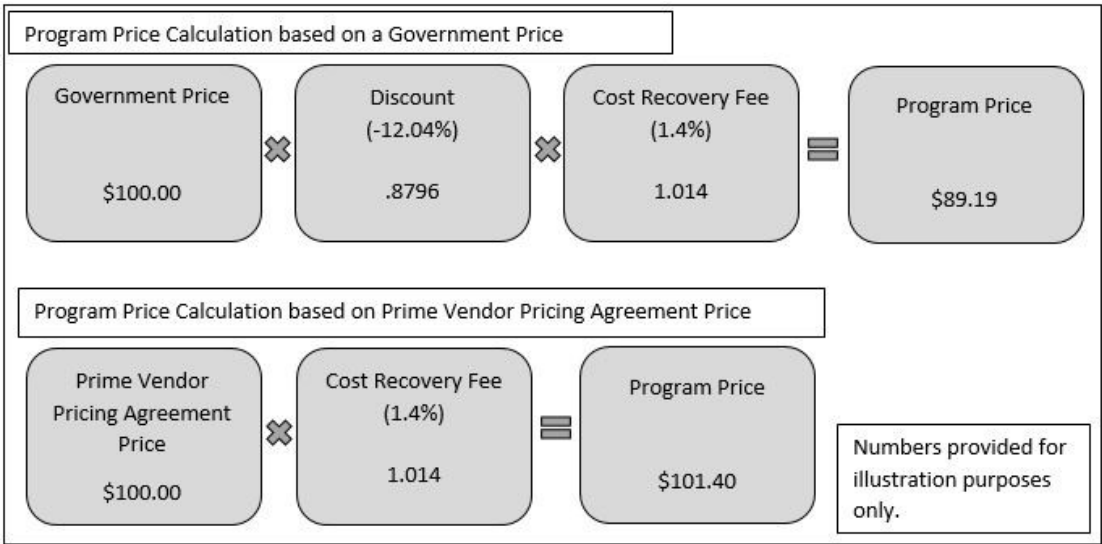 Program Price Calculation based on a Government Price
Government Price
$100.00
Discount
(-12.04%)
.8796
Cost Recovery Fee
(1.4%)
1.014
Program Price
$89.19
Program Price Calculation based on Prime Vendor Pricing Agreement Price
Prime Vendor
Pricing Agreement
Price
$100.00
Cost Recovery Fee
(1.4%)
1.014
Program Price
$101.40
Numbers provided for
illustration purposes
only.